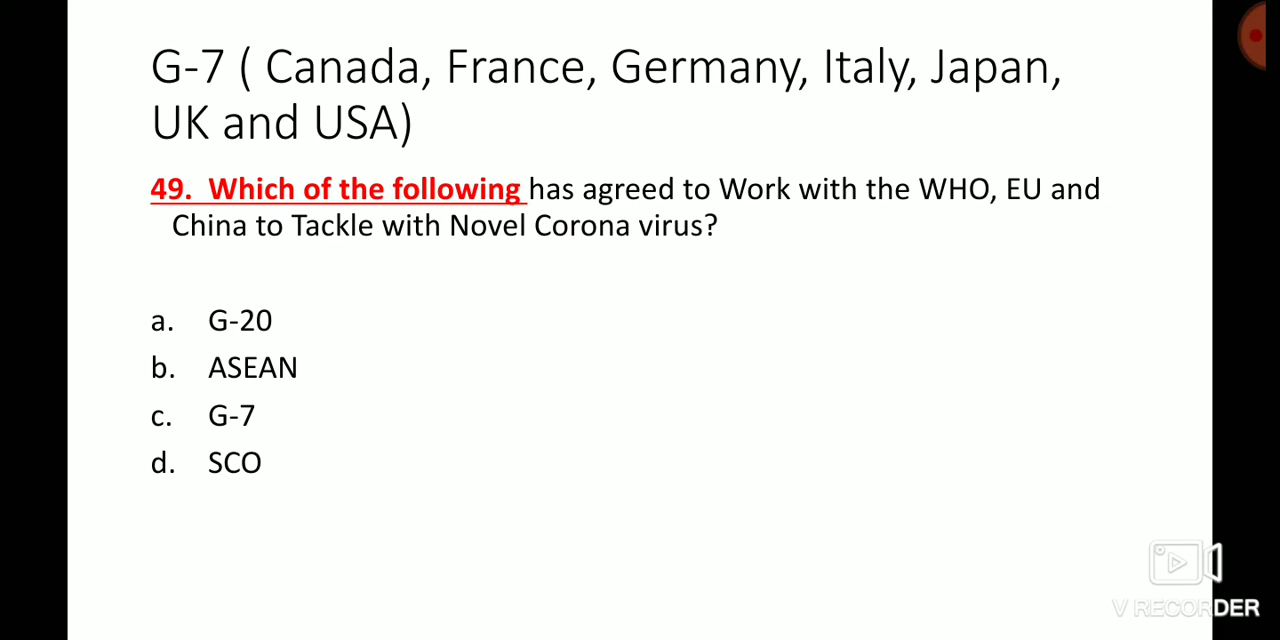 G-7 ( Canada, France, Germany, Italy, Japan,
UK and USA)
49. Which of the following has agreed to Work with the WHO, EU and
China to Tackle with Novel Corona virus?
a. G-20
b. ASEAN
c. G-7
d. SCO
V RECORDER